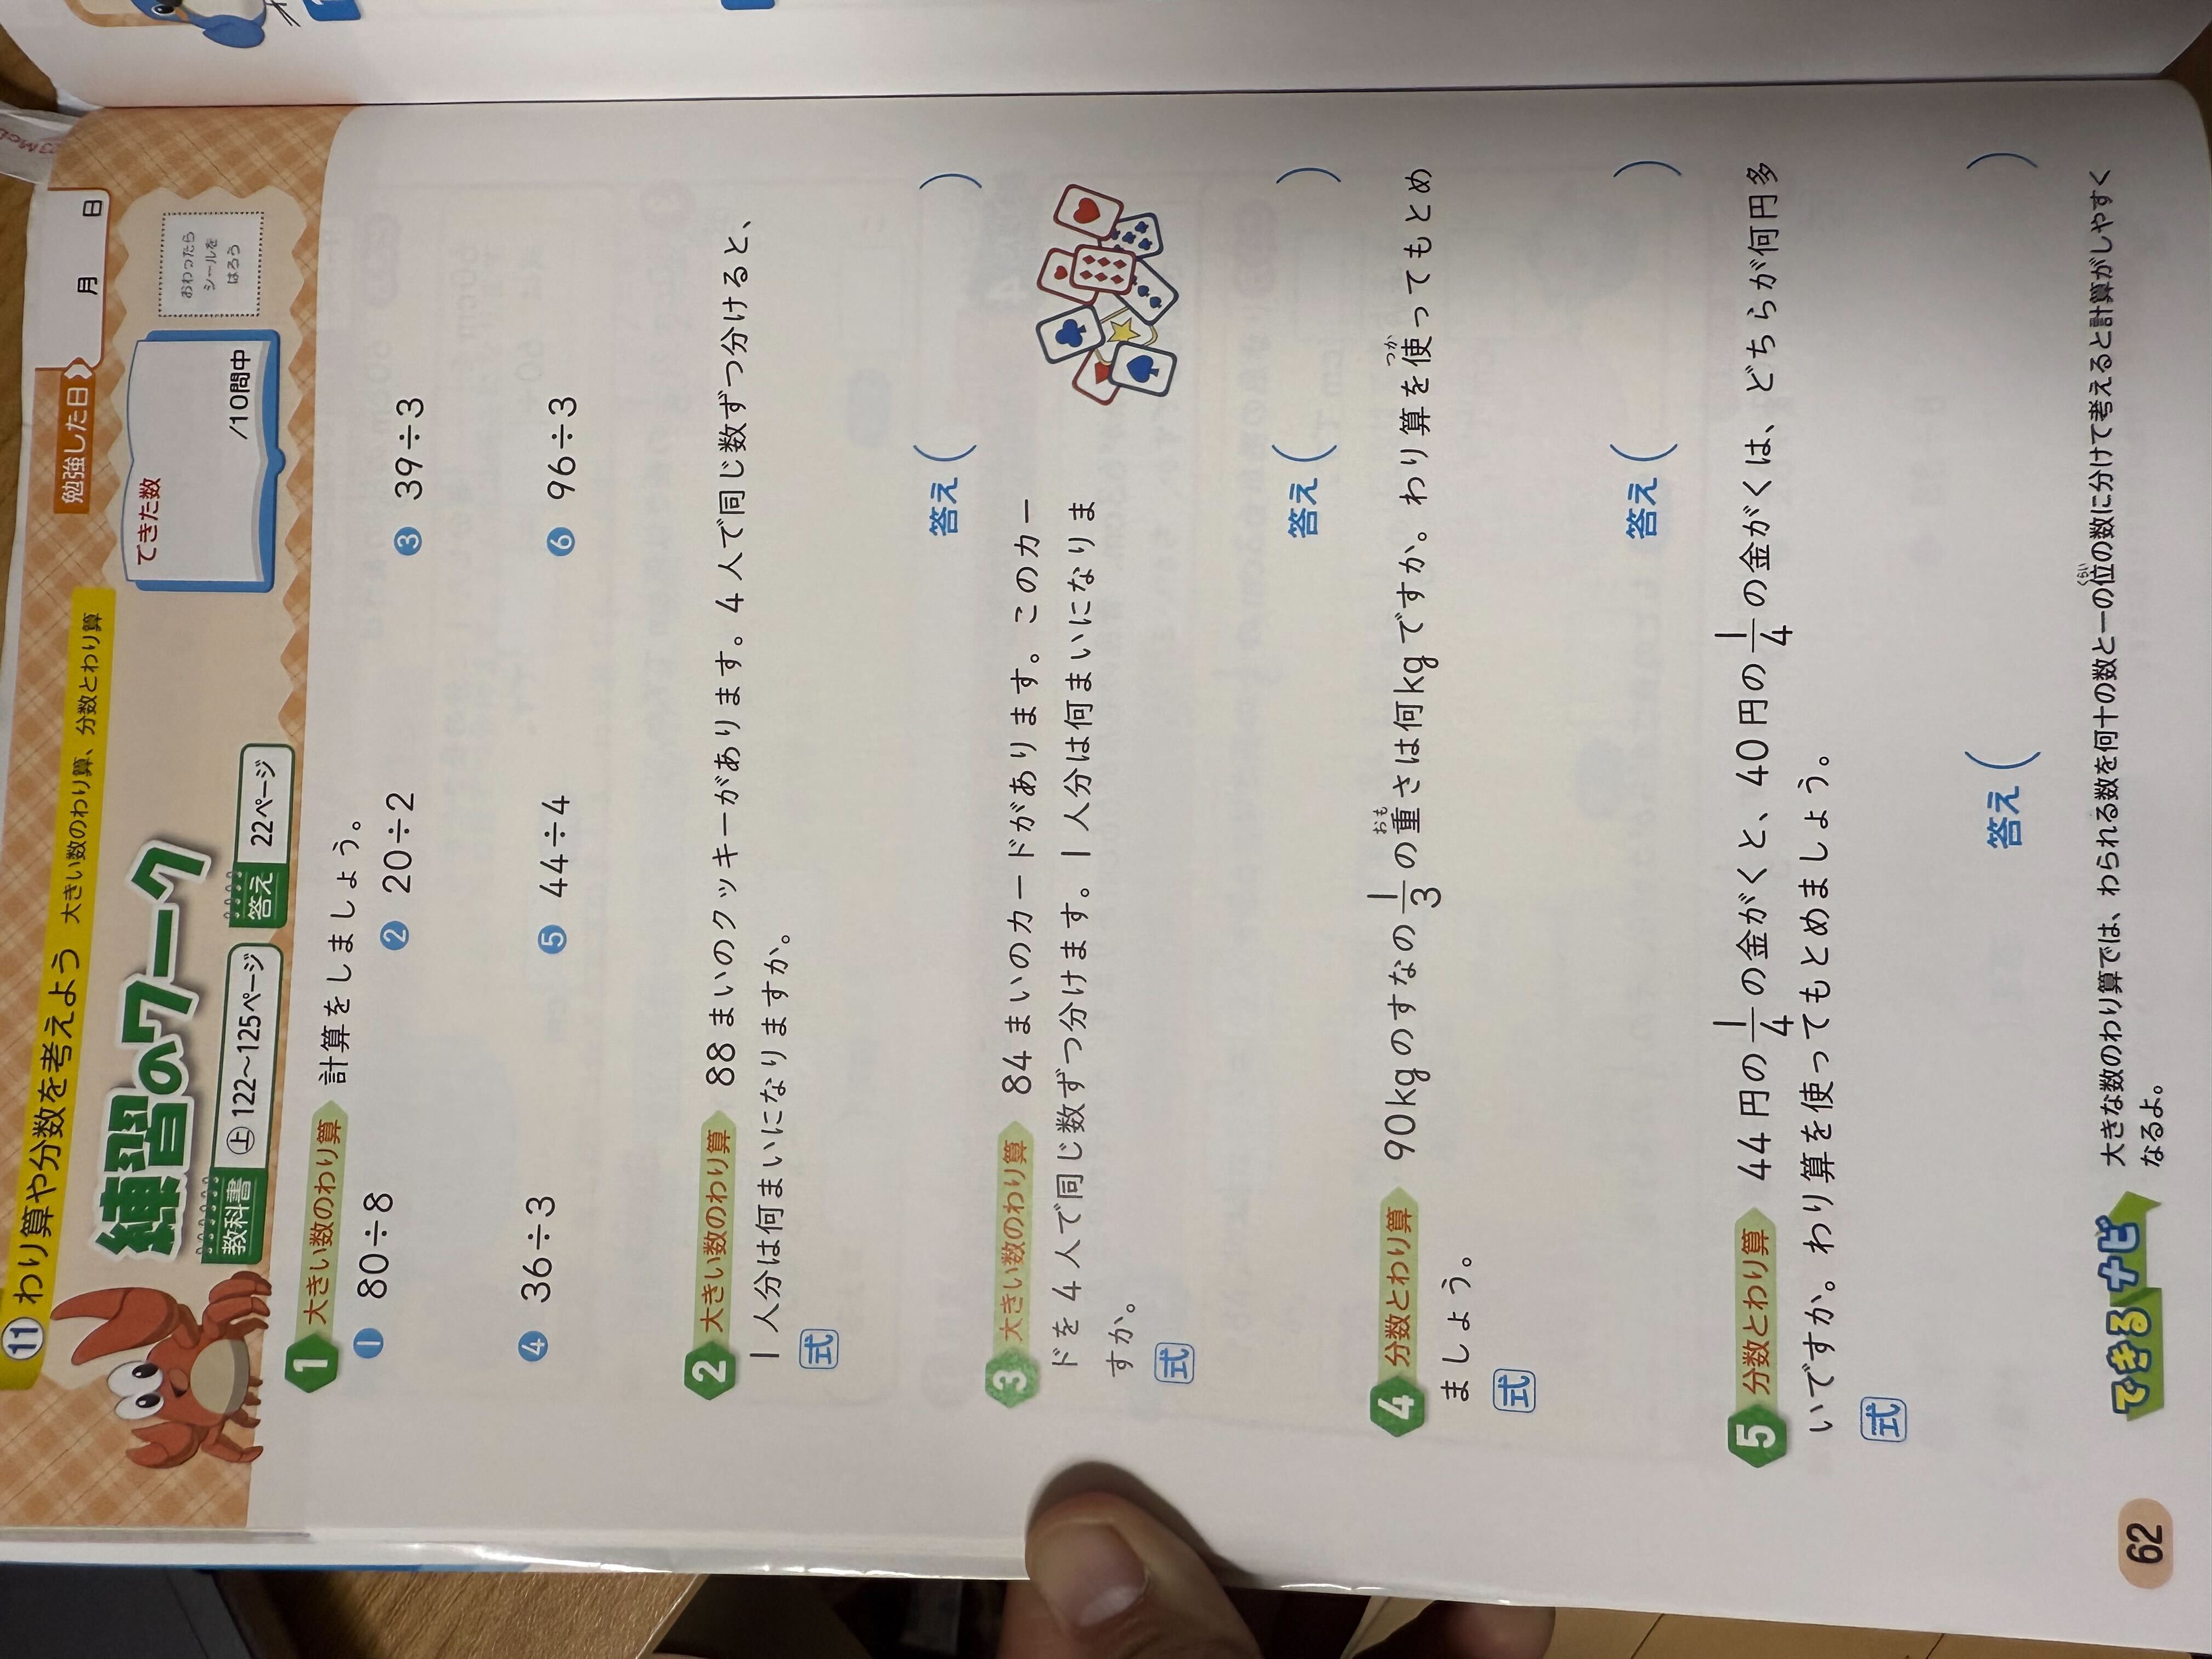 ⑪ わり算や分数を考えよう 大きい数のわり算、分数とわり算
勉強した日 月 日
練習のワーク
できた数
/10問中
おわったら
シールを
はろう
教科書 ㊤122〜125ページ 答え 22ページ
1 大きい数のわり算 計算をしましょう。
❶ 80÷8 ❷ 20÷2 ❸ 39÷3
❹ 36÷3 ❺ 44÷4 ❻ 96÷3
2 大きい数のわり算 88まいのクッキーがあります。4人で同じ数ずつ分けると、
1人分は何まいになりますか。
式
答え( )
3 大きい数のわり算 84まいのカードがあります。このカー
ドを4人で同じ数ずつ分けます。1人分は何まいになりま
すか。
式
答え( )
4 分数とわり算 90kgのすなの1/3の重さは何kgですか。わり算を使ってもとめ
おも つか
ましょう。
式
答え( )
5 分数とわり算 44円の1/4の金がくと、40円の1/4の金がくは、どちらが何円多
いですか。わり算を使ってもとめましょう。
式
答え( )
できるナビ 大きな数のわり算では、わられる数を何十の数と一の位の数に分けて考えると計算がしやすく
くらい
なるよ。
62